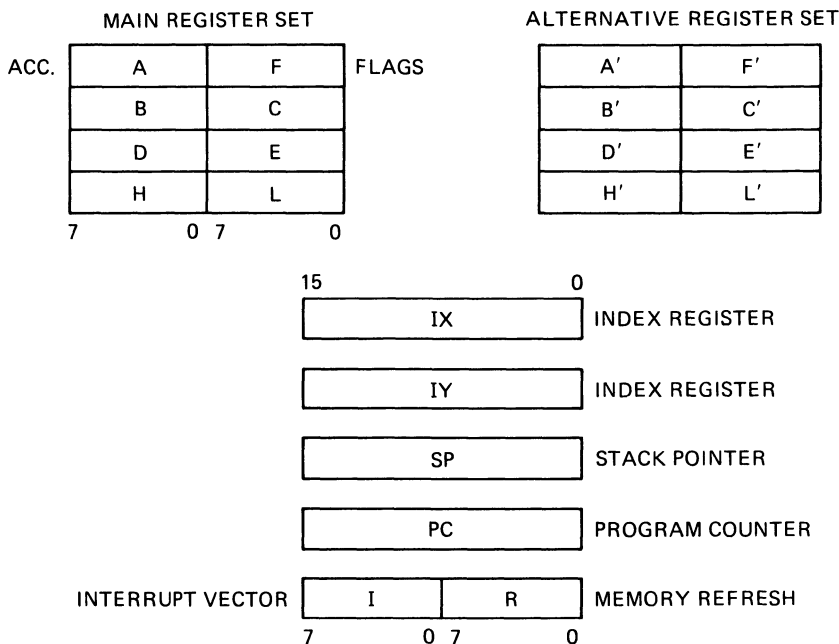 MAIN REGISTER SET
ALTERNATIVE REGISTER SET
ACC. A F FLAGS A′ F′
B C B′ C′
D E D′ E′
H L H′ L′
7 0 7 0
15 0
IX INDEX REGISTER
IY INDEX REGISTER
SP STACK POINTER
PC PROGRAM COUNTER
INTERRUPT VECTOR I R MEMORY REFRESH
7 0 7 0